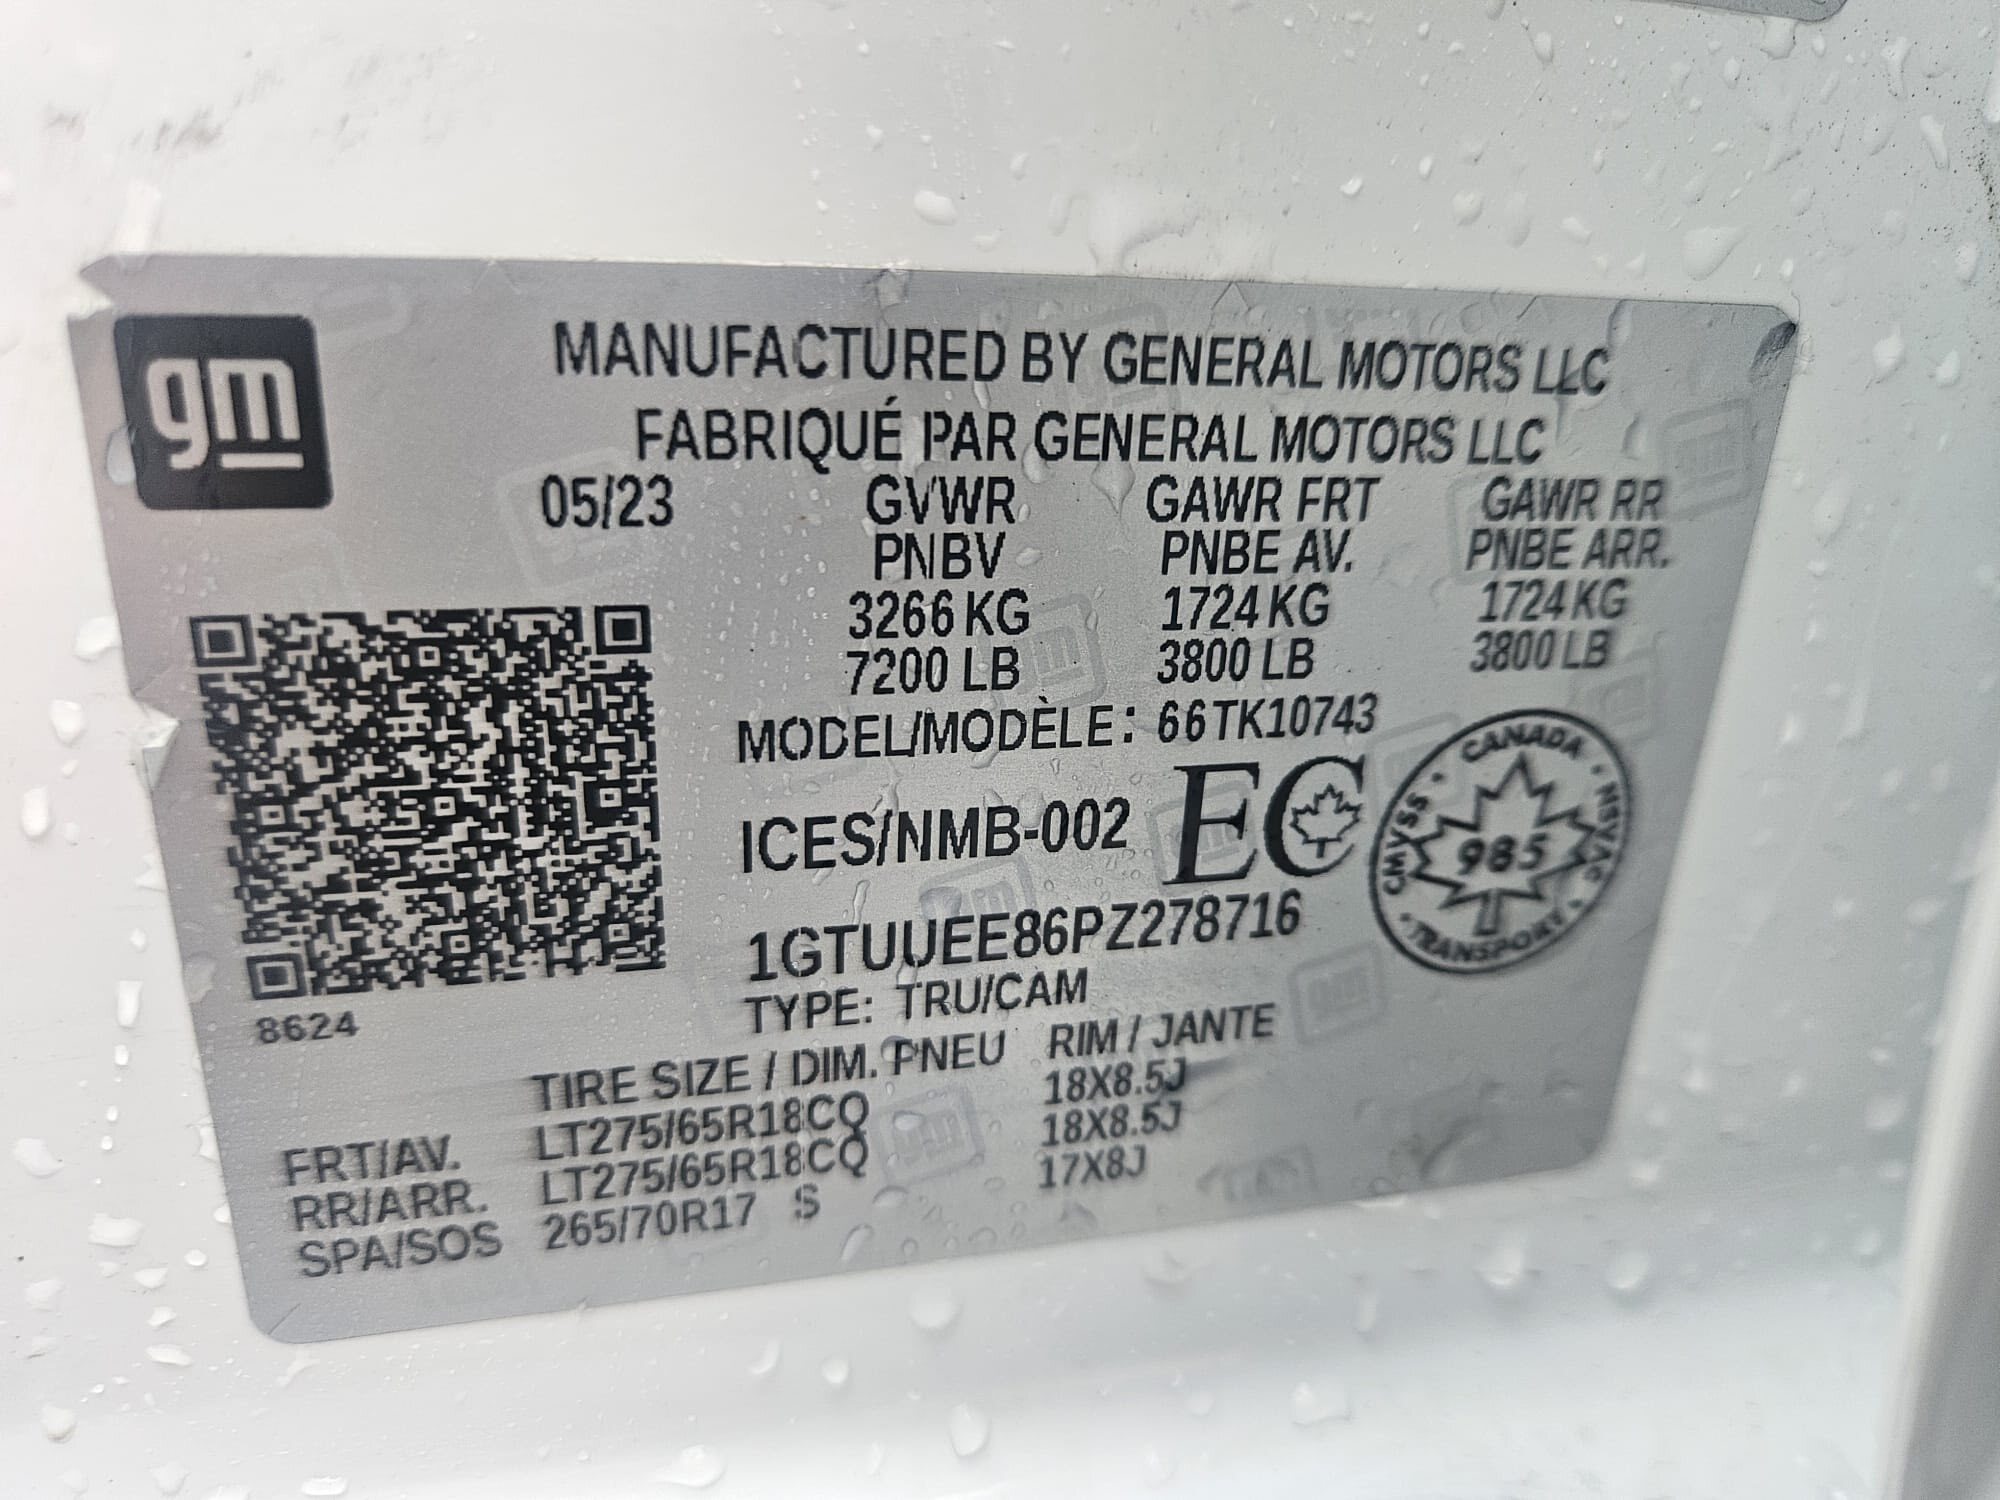 gm
MANUFACTURED BY GENERAL MOTORS LLC
FABRIQUÉ PAR GENERAL MOTORS LLC
05/23 GVWR GAWR FRT GAWR RR
PNBV PNBE AV. PNBE ARR.
3266 KG 1724 KG 1724 KG
7200 LB 3800 LB 3800 LB
MODEL/MODÈLE: 66TK10743
ICES/NMB-002 EC
CANADA · NSVAC · TRANSPORT · CMVSS ·
985
1GTUUEE86PZ278716
TYPE: TRU/CAM
8624
TIRE SIZE / DIM. PNEU RIM / JANTE
FRT/AV. LT275/65R18CQ 18X8.5J
RR/ARR. LT275/65R18CQ 18X8.5J
SPA/SOS 265/70R17 S 17X8J